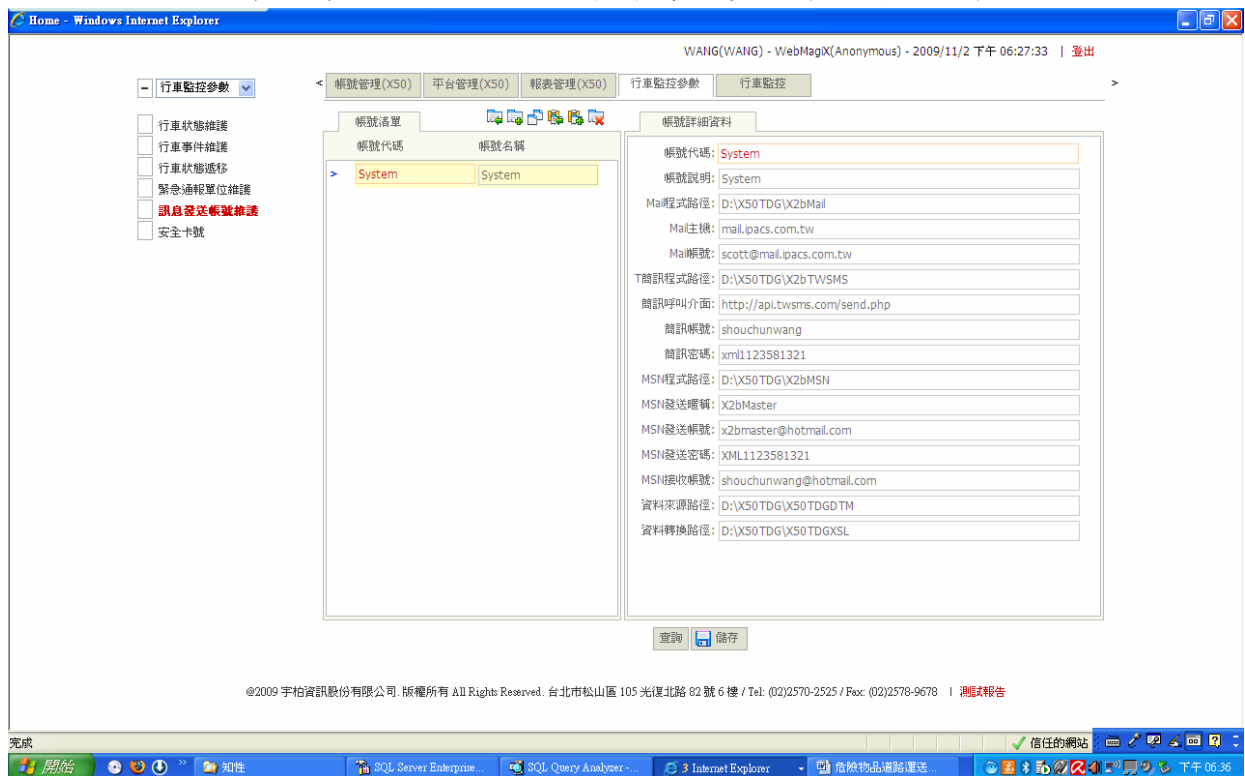 Home - Windows Internet Explorer
WANG(WANG) - WebMagiX(Anonymous) - 2009/11/2 下午 06:27:33 | 登出
行車監控參數
< 帳號管理(X50) 平台管理(X50) 報表管理(X50) 行車監控參數 行車監控 >
行車狀態維護
行車事件維護
行車狀態遞移
緊急通報單位維護
訊息發送帳號維護
安全卡號
帳號清單
帳號代碼 帳號名稱
> System System
帳號詳細資料
帳號代碼: System
帳號說明: System
Mail程式路徑: D:\X50TDG\X2bMail
Mail主機: mail.ipacs.com.tw
Mail帳號: scott@mail.ipacs.com.tw
T簡訊程式路徑: D:\X50TDG\X2bTWSMS
簡訊呼叫介面: http://api.twsms.com/send.php
簡訊帳號: shouchunwang
簡訊密碼: xml1123581321
MSN程式路徑: D:\X50TDG\X2bMSN
MSN發送暱稱: X2bMaster
MSN發送帳號: x2bmaster@hotmail.com
MSN發送密碼: XML1123581321
MSN接收帳號: shouchunwang@hotmail.com
資料來源路徑: D:\X50TDG\X50TDGDTM
資料轉換路徑: D:\X50TDG\X50TDGXSL
查詢 儲存
@2009 宇柏資訊股份有限公司. 版權所有 All Rights Reserved. 台北市松山區 105 光復北路 82 號 6 樓 / Tel: (02)2570-2525 / Fax: (02)2578-9678 | 測試報告
完成
信任的網站
開始 知性 SQL Server Enterprise... SQL Query Analyzer -... 3 Internet Explorer 危險物品道路運送... 下午 06:36